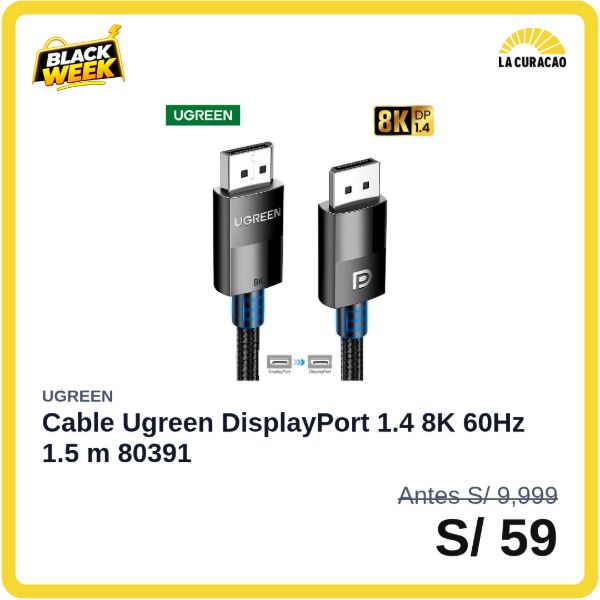 BLACK
WEEK
LA CURACAO
UGREEN
8K DP 1.4
UGREEN
8K
DisplayPort
DisplayPort
UGREEN
Cable Ugreen DisplayPort 1.4 8K 60Hz
1.5 m 80391
Antes S/ 9,999
S/ 59